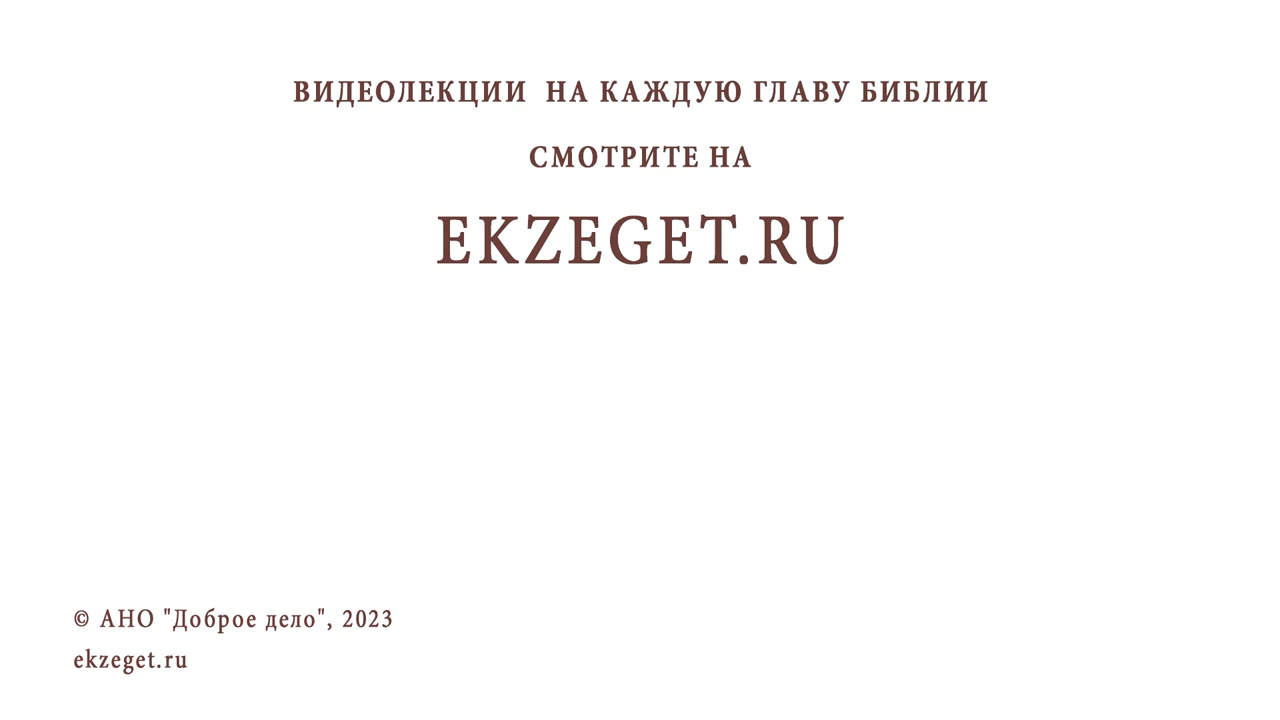 ВИДЕОЛЕКЦИИ НА КАЖДУЮ ГЛАВУ БИБЛИИ
СМОТРИТЕ НА
EKZEGET.RU
© АНО "Доброе дело", 2023
ekzeget.ru